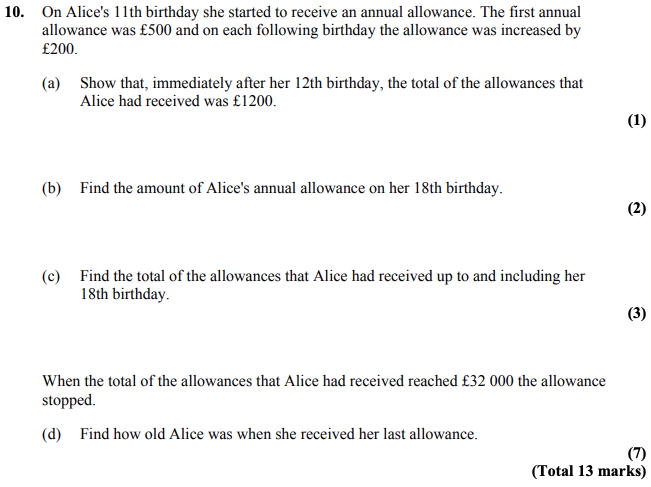 10. On Alice's 11th birthday she started to receive an annual allowance. The first annual
allowance was £500 and on each following birthday the allowance was increased by
£200.
(a) Show that, immediately after her 12th birthday, the total of the allowances that
Alice had received was £1200.
(1)
(b) Find the amount of Alice's annual allowance on her 18th birthday.
(2)
(c) Find the total of the allowances that Alice had received up to and including her
18th birthday.
(3)
When the total of the allowances that Alice had received reached £32 000 the allowance
stopped.
(d) Find how old Alice was when she received her last allowance.
(7)
(Total 13 marks)